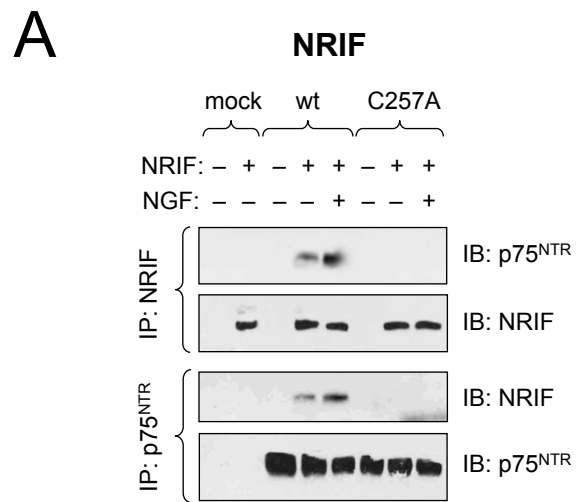 A
NRIF
mock wt C257A
NRIF: – + – + + – + +
NGF: – – – – + – – +
IP: NRIF
IB: p75NTR
IB: NRIF
IP: p75NTR
IB: NRIF
IB: p75NTR